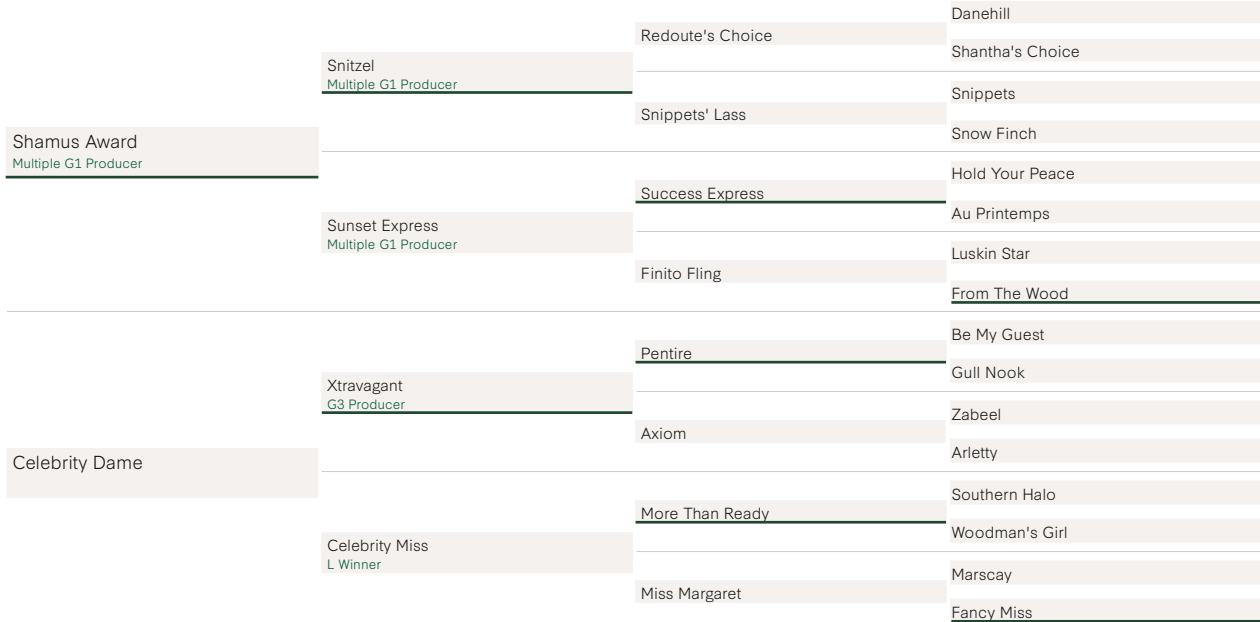 Shamus Award
Multiple G1 Producer
Celebrity Dame
Snitzel
Multiple G1 Producer
Sunset Express
Multiple G1 Producer
Xtravagant
G3 Producer
Celebrity Miss
L Winner
Redoute's Choice
Snippets' Lass
Success Express
Finito Fling
Pentire
Axiom
More Than Ready
Miss Margaret
Danehill
Shantha's Choice
Snippets
Snow Finch
Hold Your Peace
Au Printemps
Luskin Star
From The Wood
Be My Guest
Gull Nook
Zabeel
Arletty
Southern Halo
Woodman's Girl
Marscay
Fancy Miss